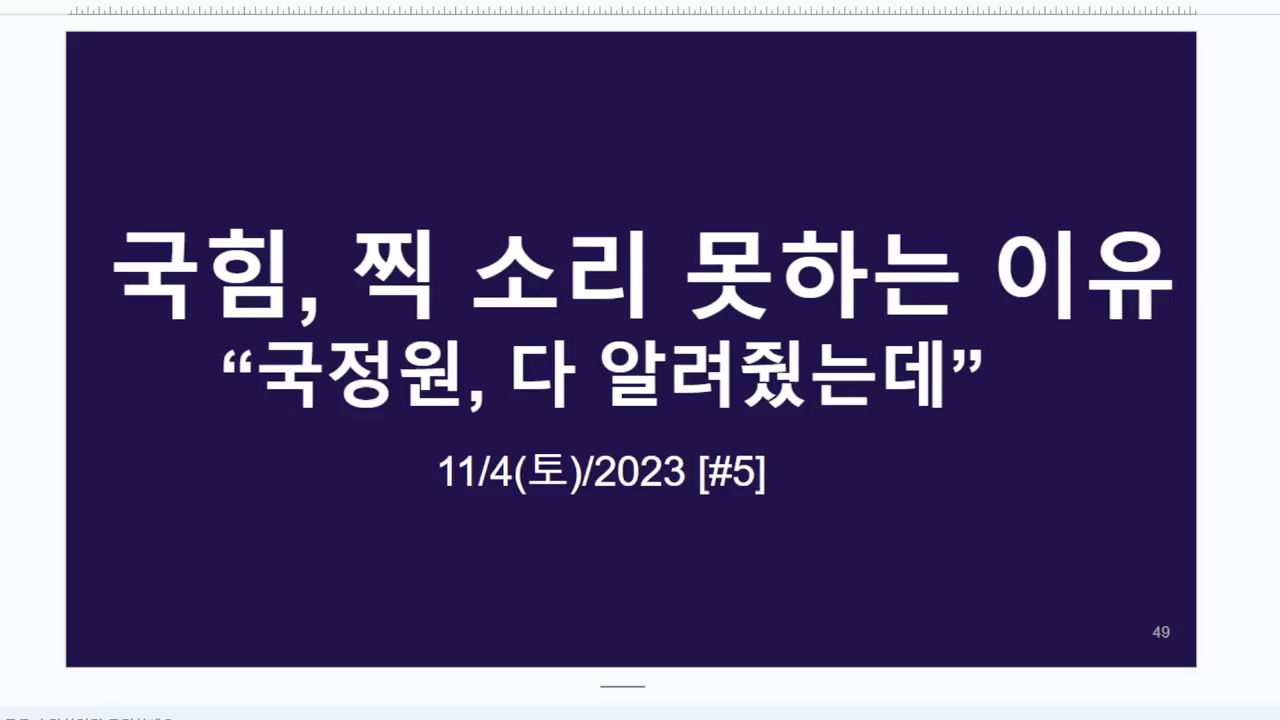 국힘, 찍 소리 못하는 이유
“국정원, 다 알려줬는데”
11/4(토)/2023 [#5]
49